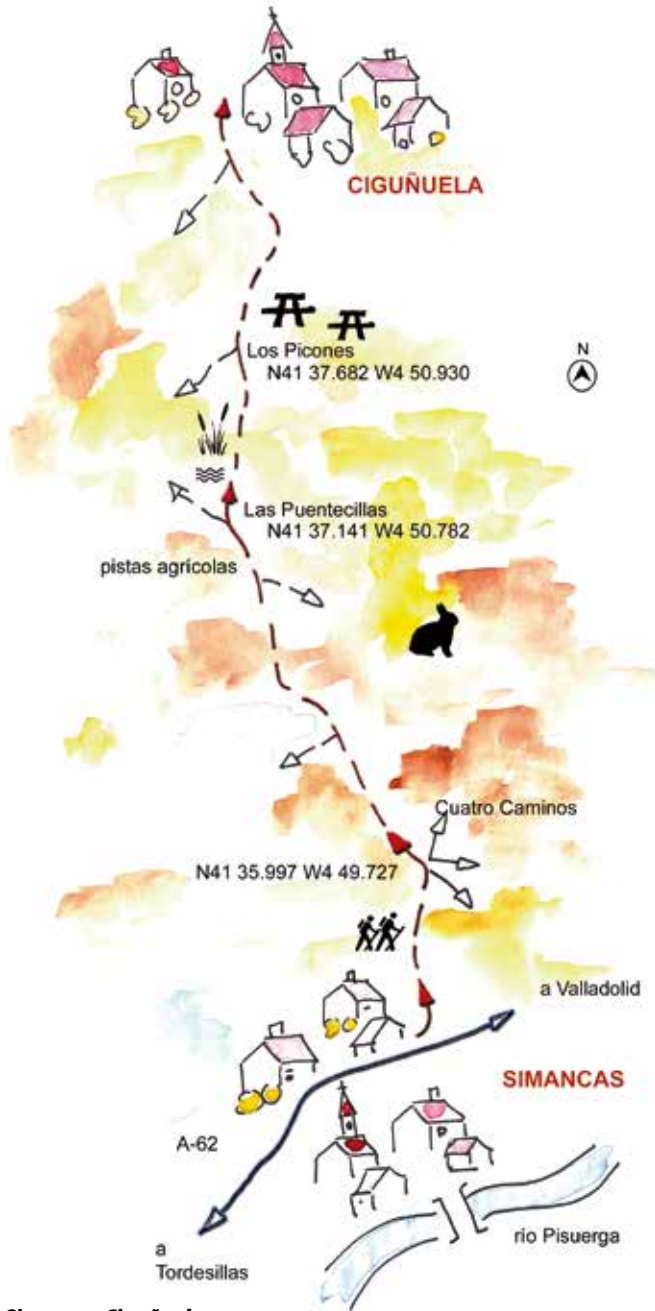 CIGUÑUELA
N
Los Picones
N41 37.682 W4 50.930
Las Puentecillas
N41 37.141 W4 50.782
pistas agrícolas
Cuatro Caminos
N41 35.997 W4 49.727
a Valladolid
SIMANCAS
A-62
río Pisuerga
a
Tordesillas